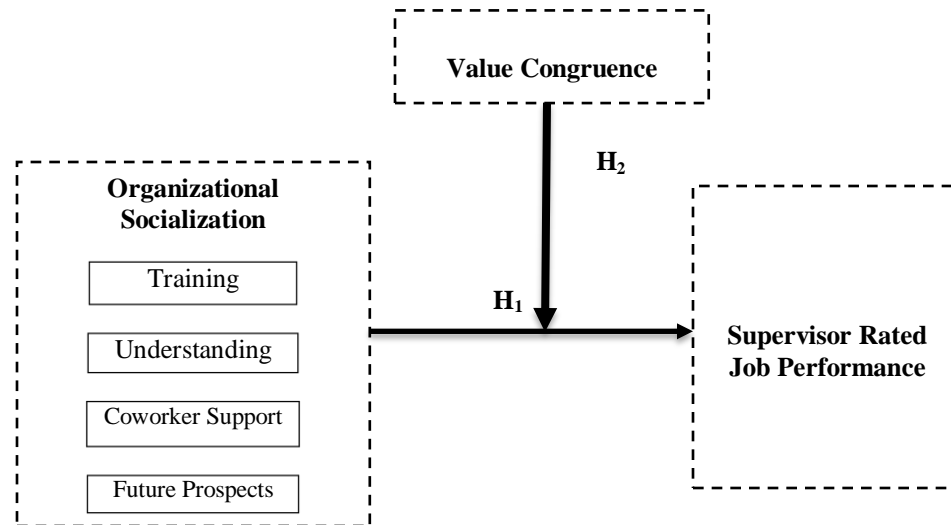 Value Congruence
H₂
Organizational
Socialization
Training
Understanding
Coworker Support
Future Prospects
H₁
Supervisor Rated
Job Performance